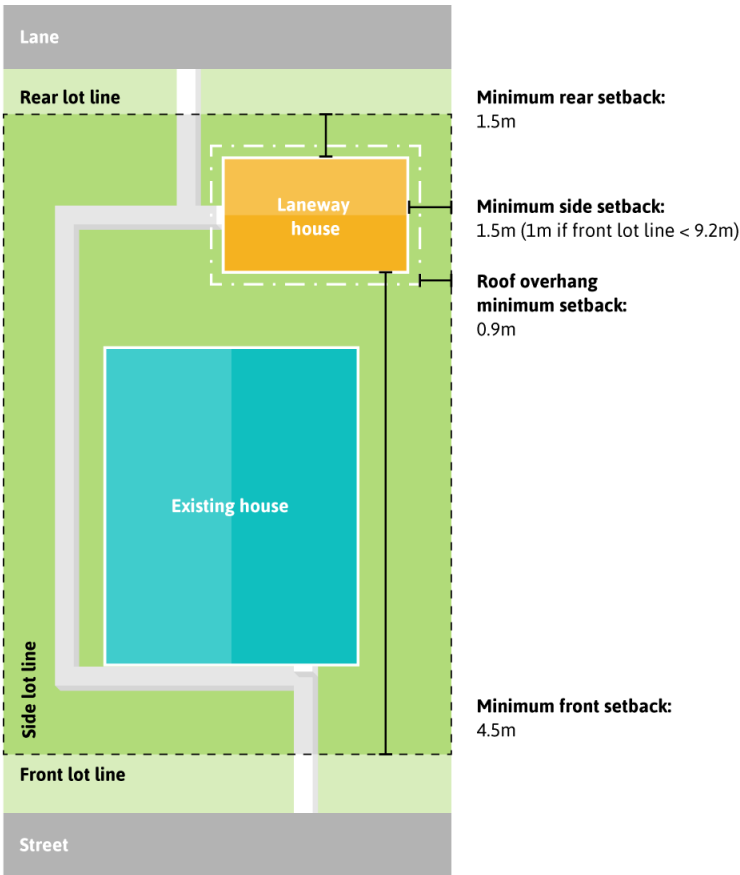 Lane
Rear lot line
Minimum rear setback:
1.5m
Laneway
house
Minimum side setback:
1.5m (1m if front lot line < 9.2m)
Roof overhang
minimum setback:
0.9m
Existing house
Side lot line
Minimum front setback:
4.5m
Front lot line
Street